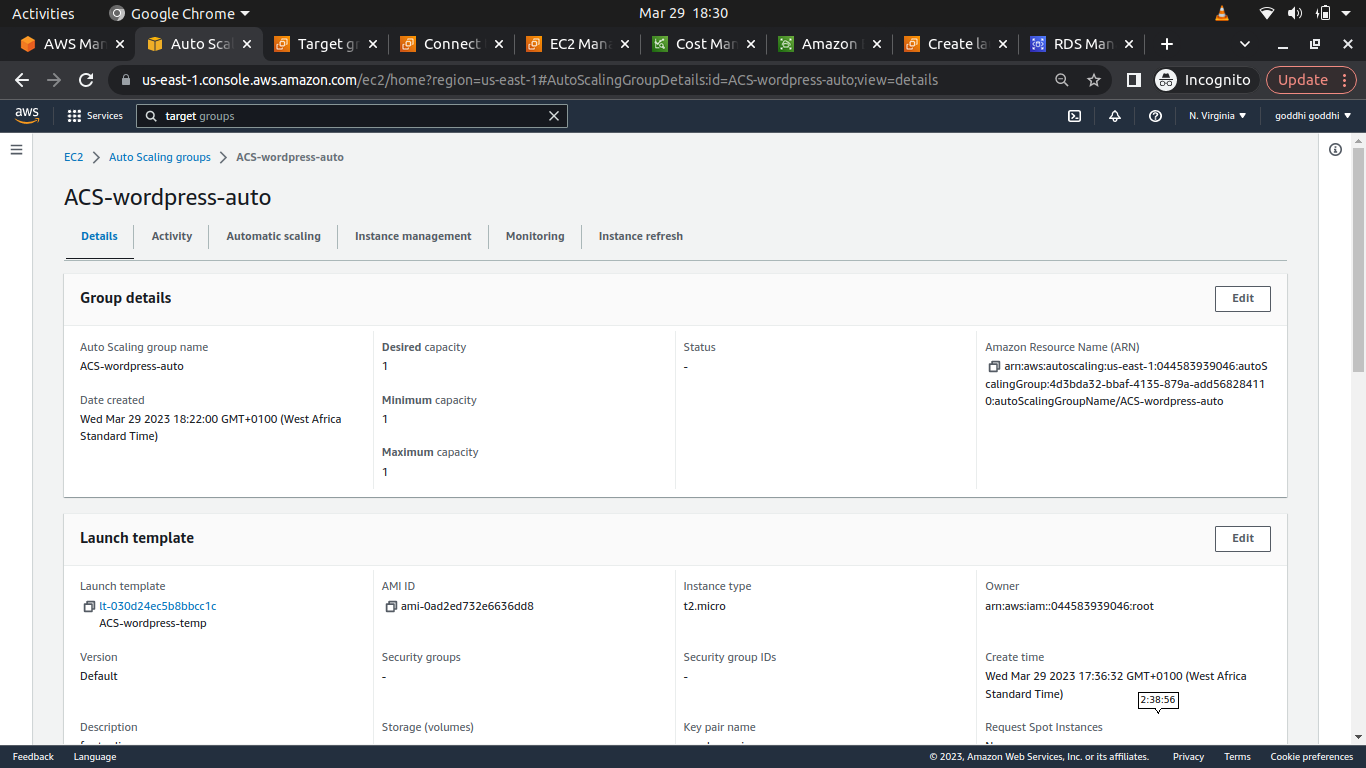 Activities
Google Chrome
Mar 29 18:30
AWS Man
Auto Scal
Target gr
Connect
EC2 Mana
Cost Man
Amazon
Create la
RDS Man
us-east-1.console.aws.amazon.com/ec2/home?region=us-east-1#AutoScalingGroupDetails:id=ACS-wordpress-auto;view=details
Incognito
Update
aws
Services
target groups
N. Virginia
goddhi goddhi
EC2
Auto Scaling groups
ACS-wordpress-auto
ACS-wordpress-auto
Details
Activity
Automatic scaling
Instance management
Monitoring
Instance refresh
Group details
Edit
Auto Scaling group name
ACS-wordpress-auto
Date created
Wed Mar 29 2023 18:22:00 GMT+0100 (West Africa
Standard Time)
Desired capacity
1
Minimum capacity
1
Maximum capacity
1
Status
-
Amazon Resource Name (ARN)
arn:aws:autoscaling:us-east-1:044583939046:autoS
calingGroup:4d3bda32-bbaf-4135-879a-add56828411
0:autoScalingGroupName/ACS-wordpress-auto
Launch template
Edit
Launch template
lt-030d24ec5b8bbcc1c
ACS-wordpress-temp
Version
Default
Description
AMI ID
ami-0ad2ed732e6636dd8
Security groups
-
Storage (volumes)
Instance type
t2.micro
Security group IDs
-
Key pair name
Owner
arn:aws:iam::044583939046:root
Create time
Wed Mar 29 2023 17:36:32 GMT+0100 (West Africa
Standard Time)
2:38:56
Request Spot Instances
Feedback
Language
© 2023, Amazon Web Services, Inc. or its affiliates.
Privacy
Terms
Cookie preferences